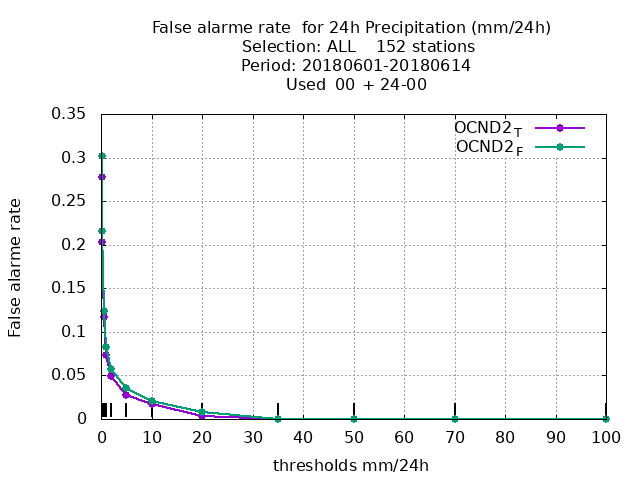 False alarme rate  for 24h Precipitation (mm/24h)
Selection: ALL    152 stations
Period: 20180601-20180614
Used  00 + 24-00
OCND2T
OCND2F
0.35
0.3
0.25
0.2
0.15
0.1
0.05
0
False alarme rate
0 10 20 30 40 50 60 70 80 90 100
thresholds mm/24h